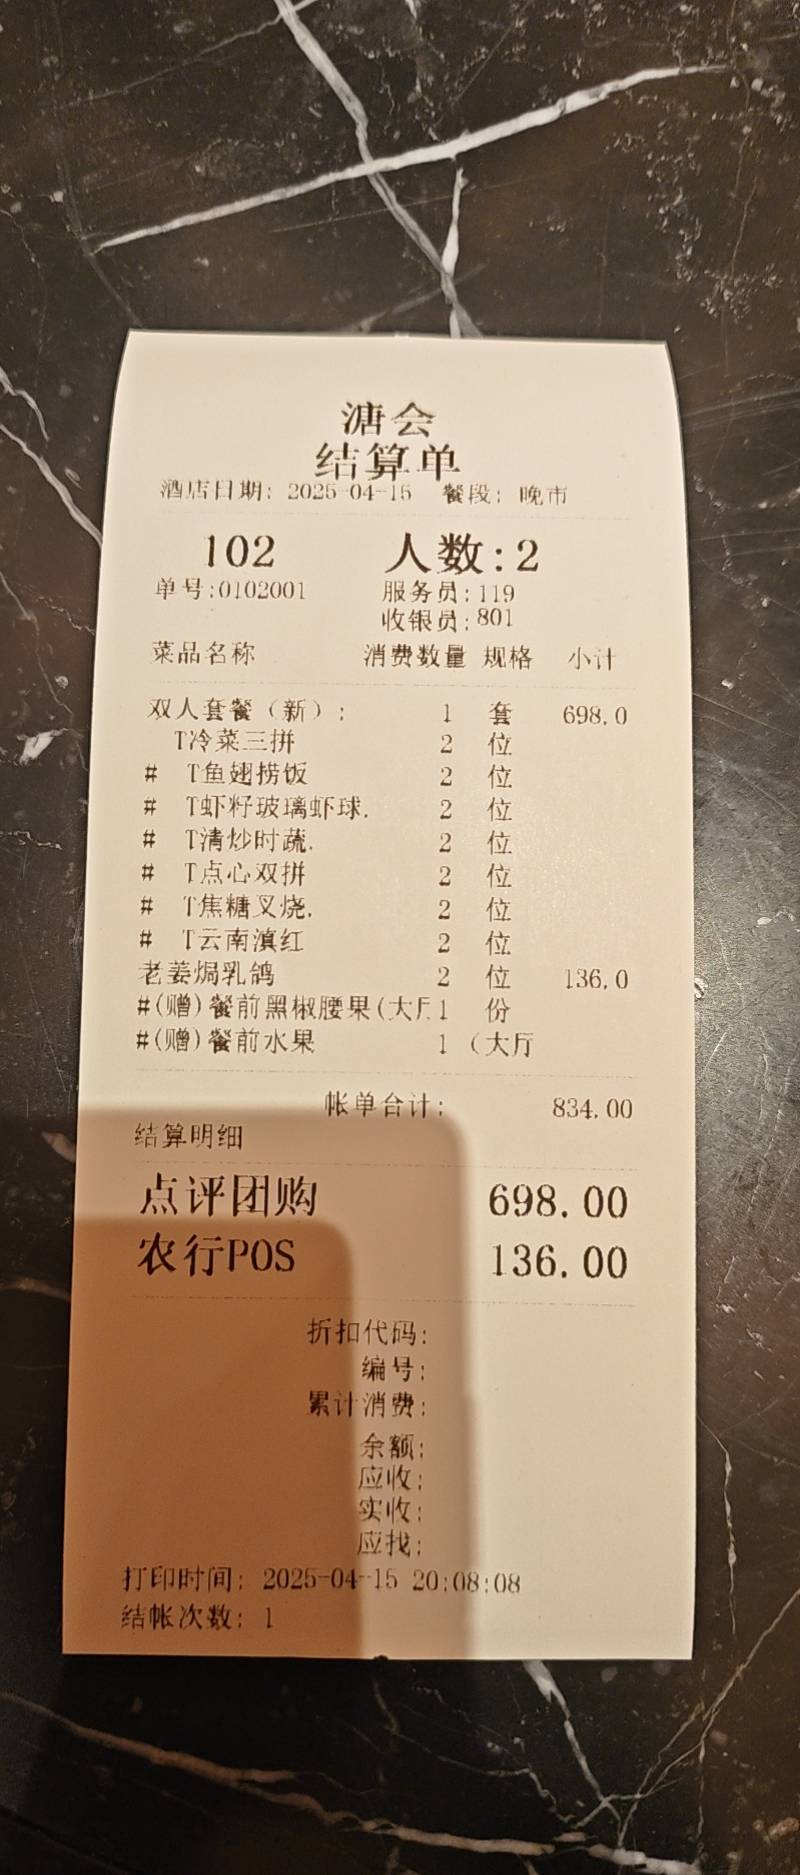 溏会
结算单
酒店日期: 2025-04-15 餐段: 晚市
102 人数:2
单号:0102001 服务员:119
收银员:801
菜品名称 消费数量 规格 小计
双人套餐（新）: 1 套 698.0
T冷菜三拼 2 位
# T鱼翅捞饭 2 位
# T虾籽玻璃虾球. 2 位
# T清炒时蔬. 2 位
# T点心双拼 2 位
# T焦糖叉烧. 2 位
# T云南滇红 2 位
老姜焗乳鸽 2 位 136.0
#(赠)餐前黑椒腰果(大厅1 份
#(赠)餐前水果 1 （大厅
帐单合计: 834.00
结算明细
点评团购 698.00
农行POS 136.00
折扣代码:
编号:
累计消费:
余额:
应收:
实收:
应找:
打印时间: 2025-04-15 20:08:08
结帐次数: 1